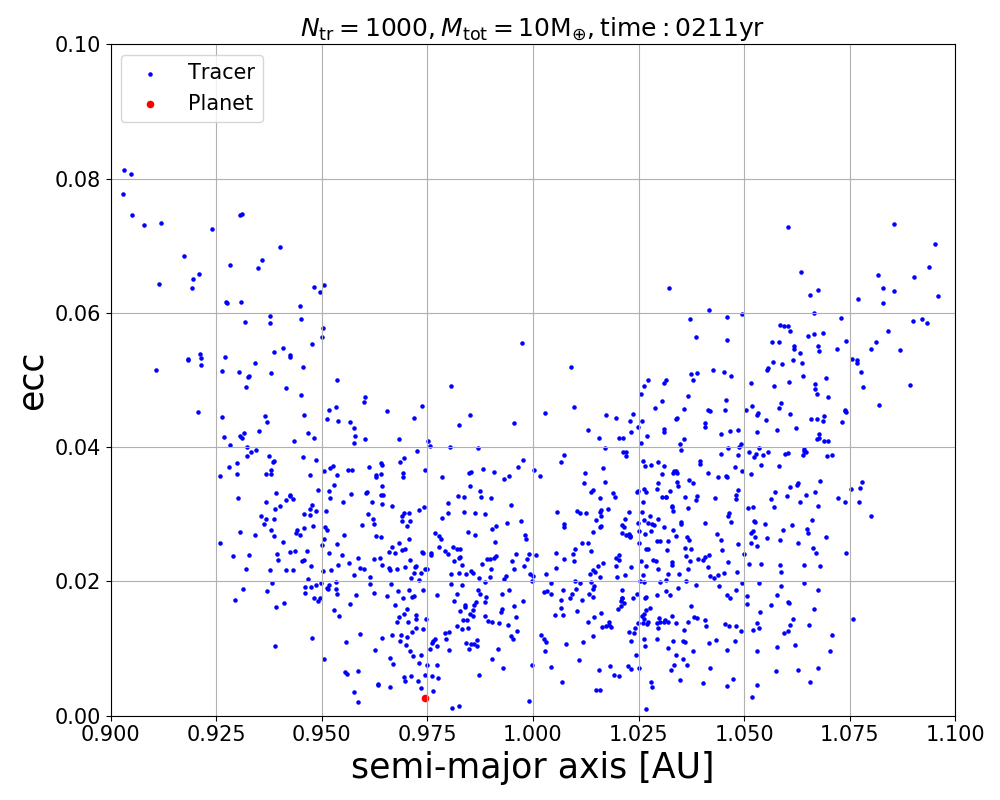 N_tr = 1000, M_tot = 10M_⊕, time : 0211yr
0.10
0.08
0.06
0.04
0.02
0.00
ecc
Tracer
Planet
0.900 0.925 0.950 0.975 1.000 1.025 1.050 1.075 1.100
semi-major axis [AU]